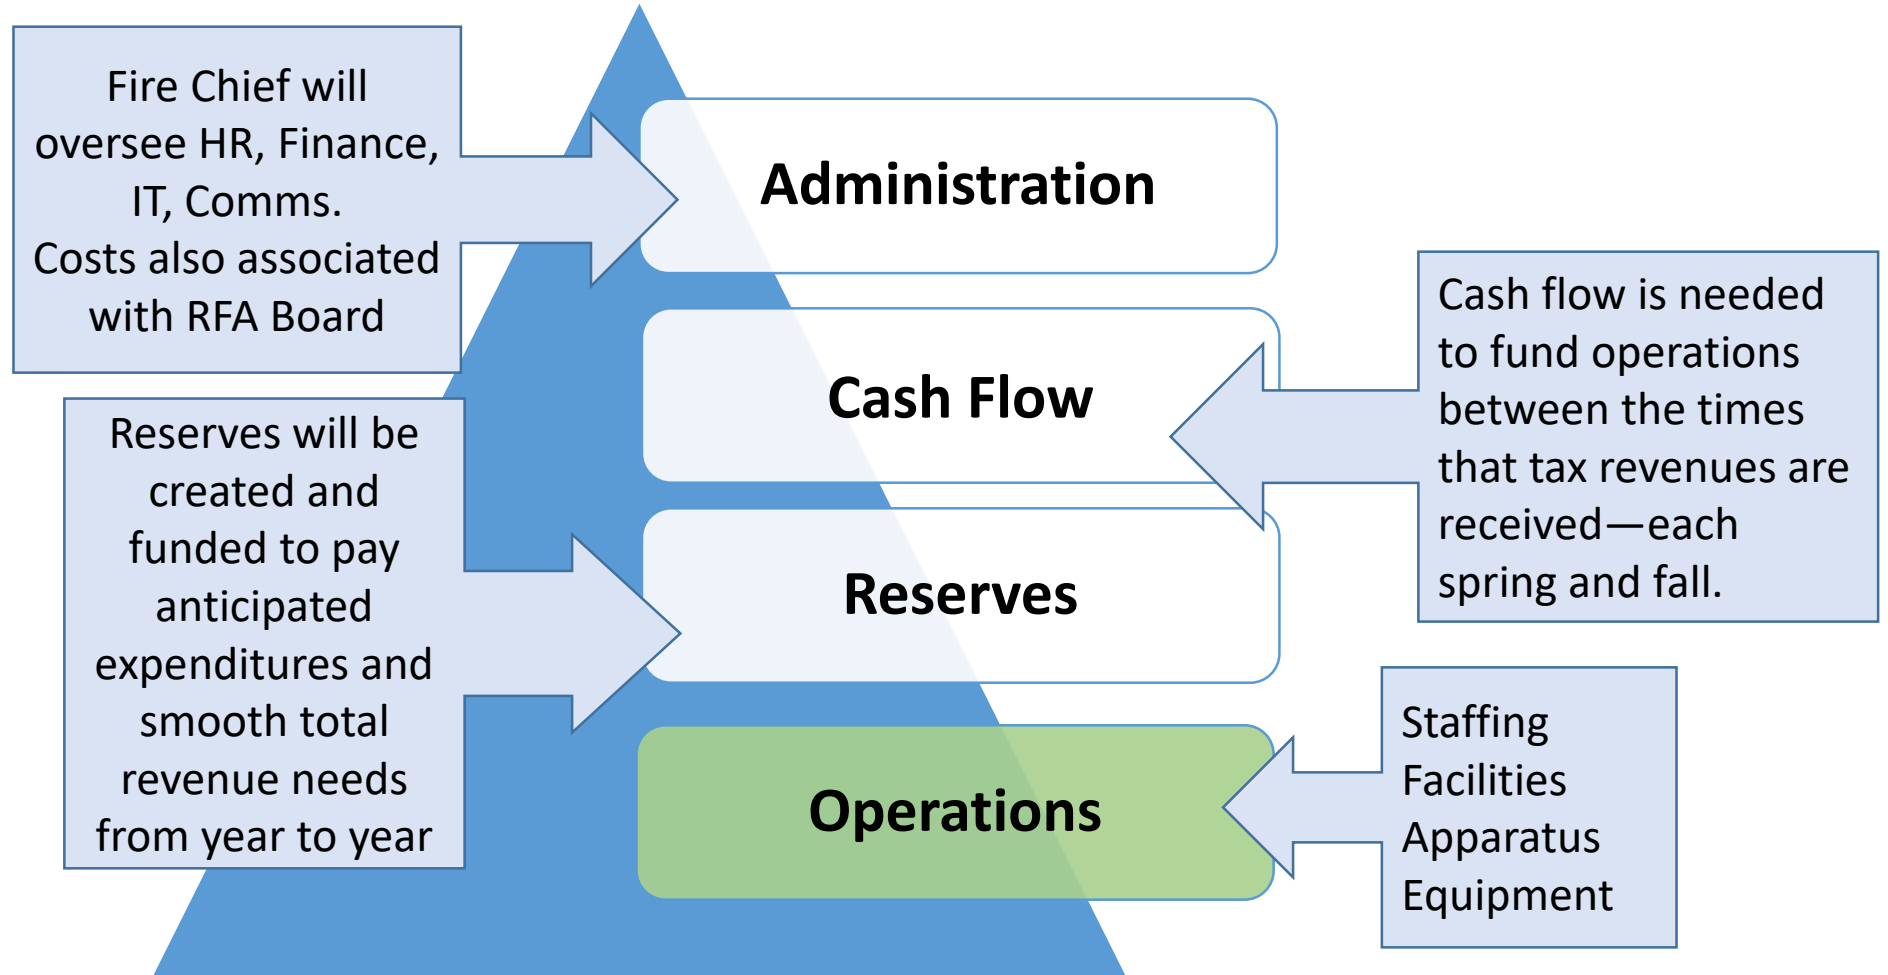 Fire Chief will
oversee HR, Finance,
IT, Comms.
Costs also associated
with RFA Board
Administration
Cash Flow
Cash flow is needed
to fund operations
between the times
that tax revenues are
received—each
spring and fall.
Reserves will be
created and
funded to pay
anticipated
expenditures and
smooth total
revenue needs
from year to year
Reserves
Operations
Staffing
Facilities
Apparatus
Equipment